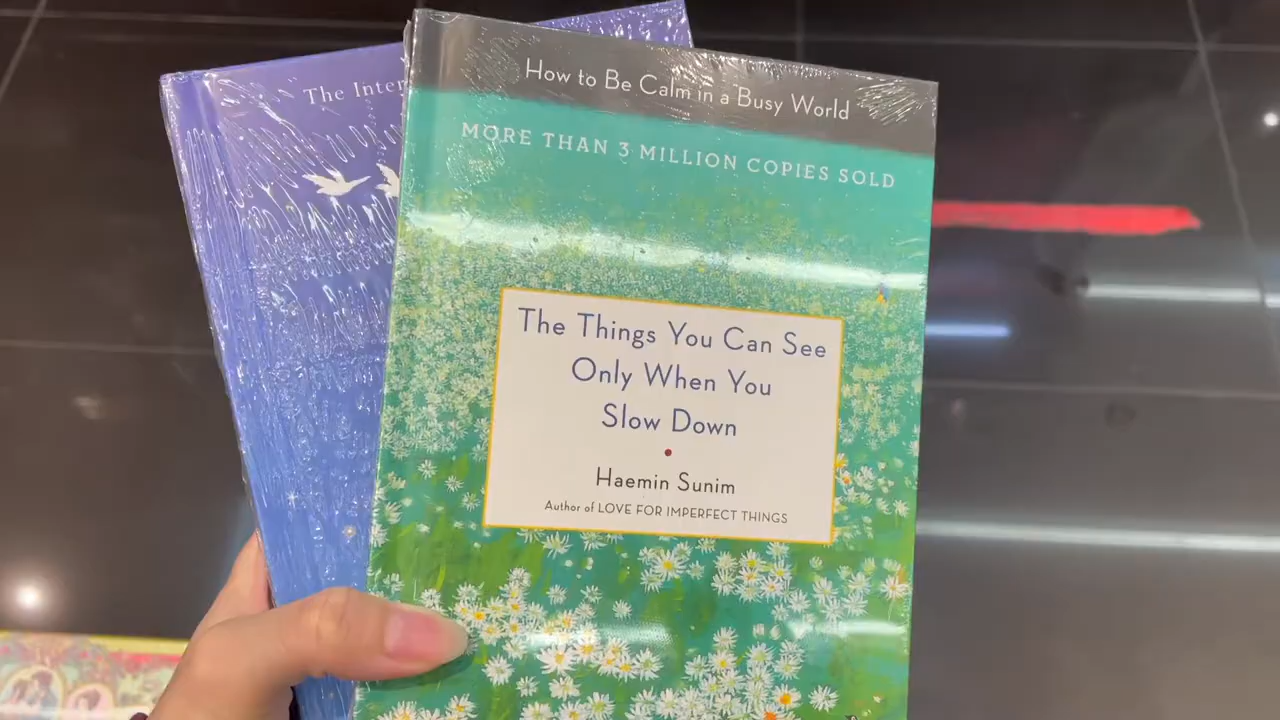 The Inter
How to Be Calm in a Busy World
MORE THAN 3 MILLION COPIES SOLD
The Things You Can See
Only When You
Slow Down
Haemin Sunim
Author of LOVE FOR IMPERFECT THINGS